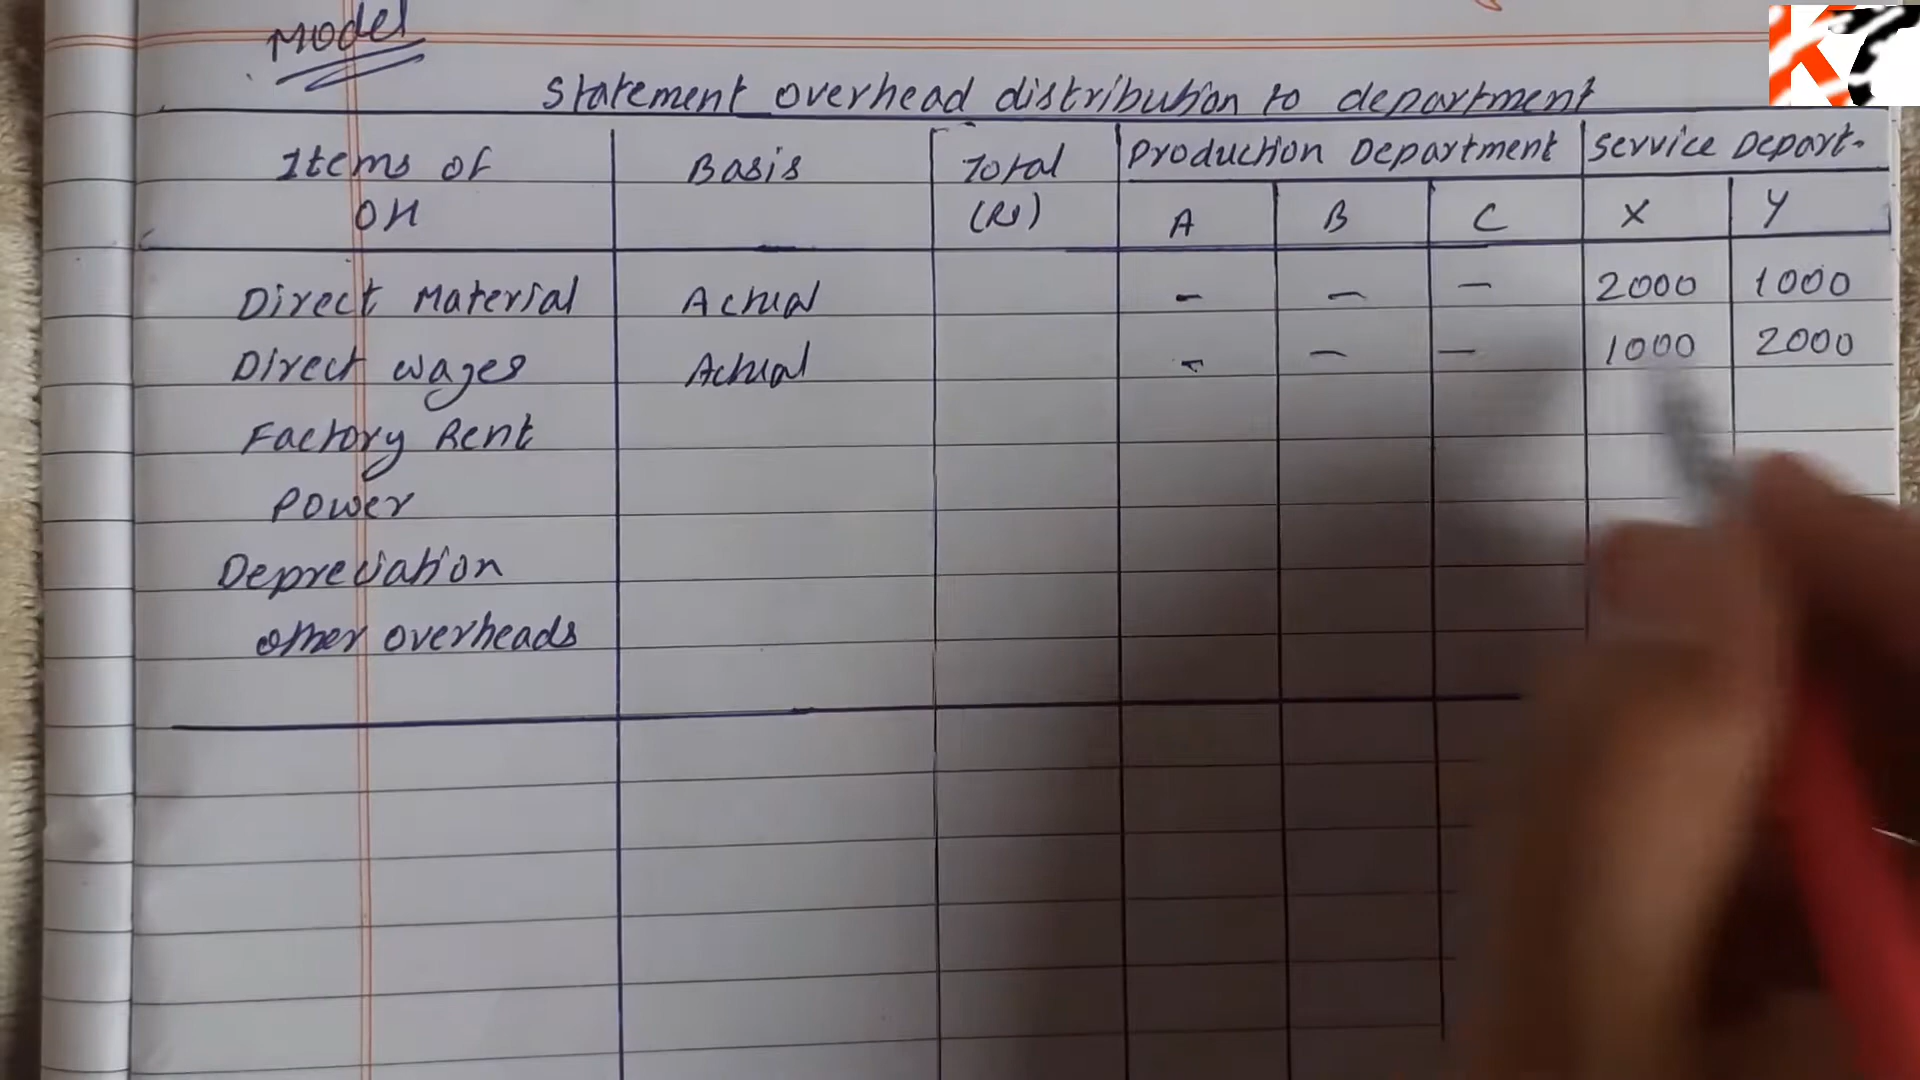 Model
Statement overhead distribution to department
Items of OH Basis Total (Rs) Production Department Service Depart-
A B C X Y
Direct Material Actual - - - 2000 1000
Direct wages Actual - - - 1000 2000
Factory Rent
Power
Depreciation
other overheads